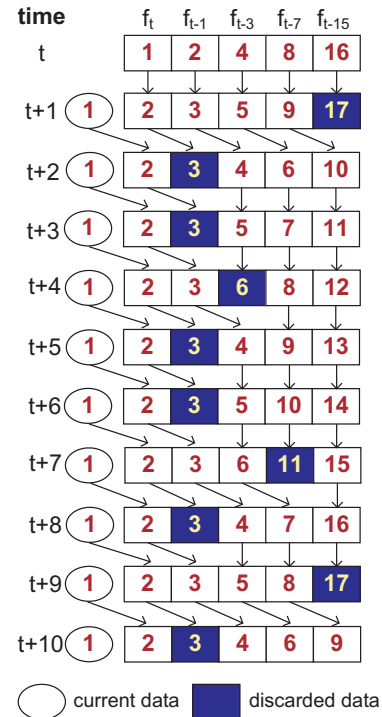 time f_t f_{t-1} f_{t-3} f_{t-7} f_{t-15}
t 1 2 4 8 16
t+1 1 2 3 5 9 17
t+2 1 2 3 4 6 10
t+3 1 2 3 5 7 11
t+4 1 2 3 6 8 12
t+5 1 2 3 4 9 13
t+6 1 2 3 5 10 14
t+7 1 2 3 6 11 15
t+8 1 2 3 4 7 16
t+9 1 2 3 5 8 17
t+10 1 2 3 4 6 9
current data discarded data